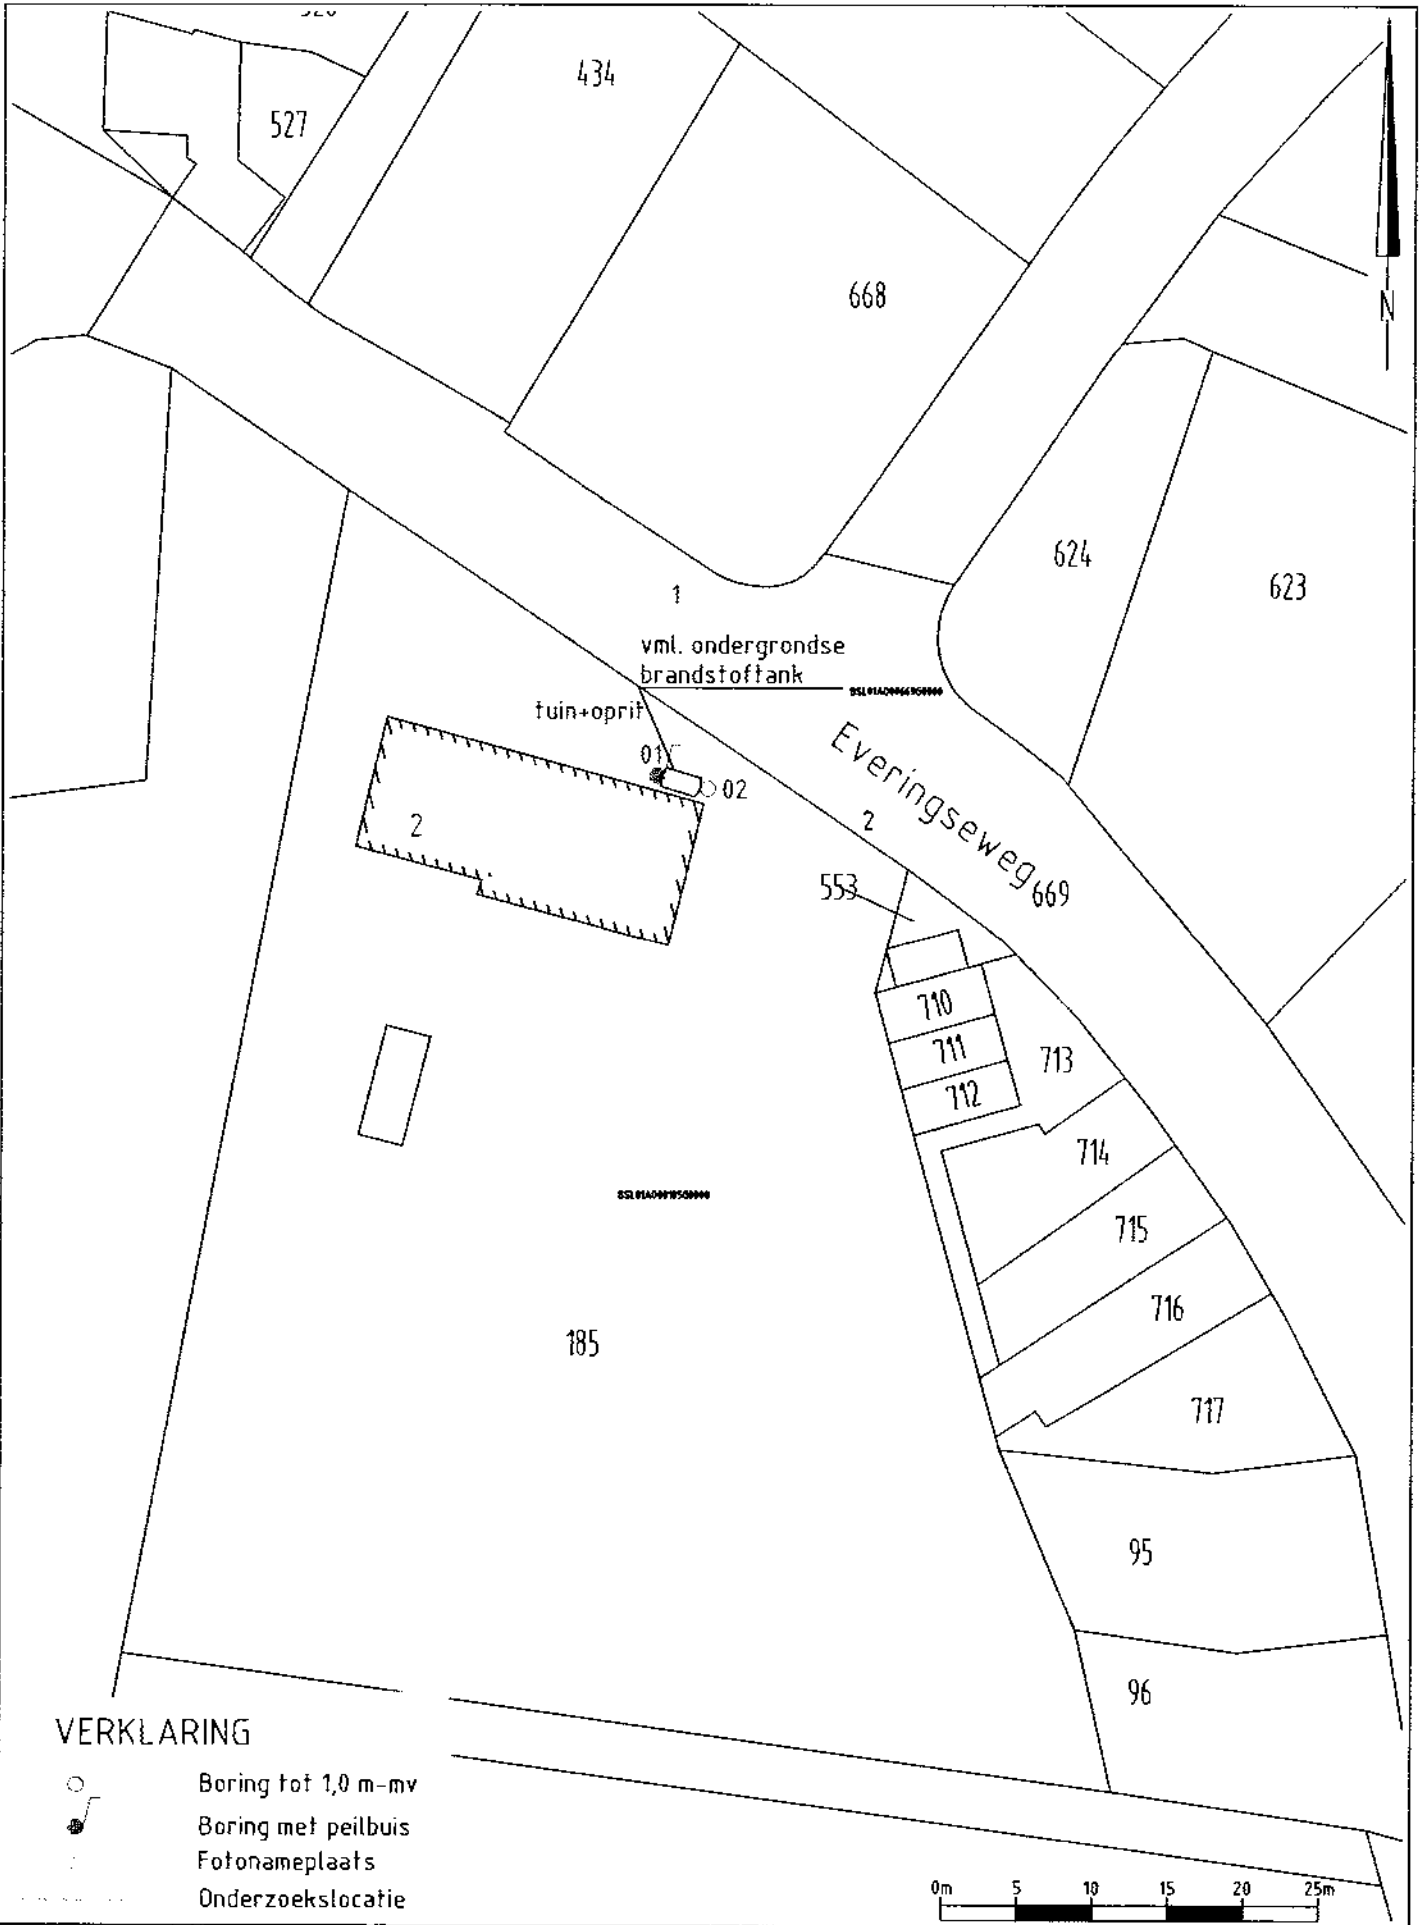 434
527
668
N
624
623
1
vml. ondergrondse
brandstoftank
tuin+oprit
01
02
Everingseweg
2
2
553
669
710
711
712
713
714
715
716
185
717
95
96
VERKLARING
Boring tot 1,0 m-mv
Boring met peilbuis
Fotonameplaats
Onderzoekslocatie
0m 5 10 15 20 25m